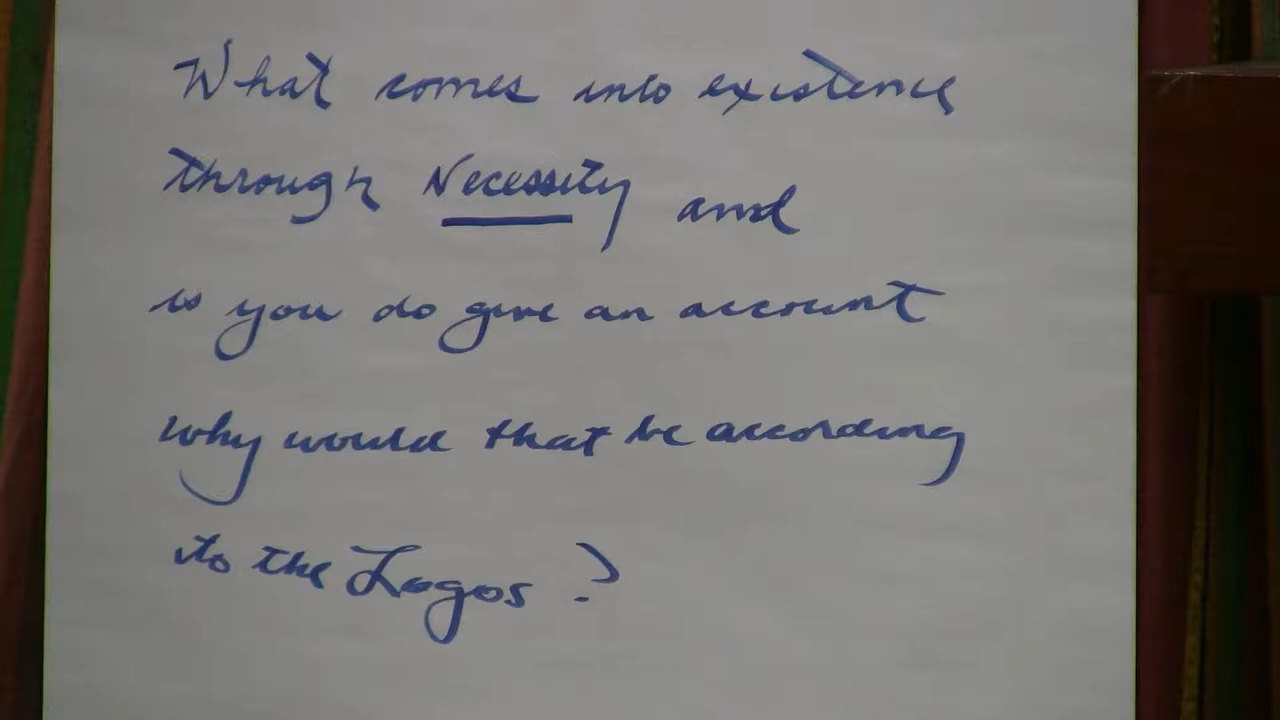 What comes into existence
through Necessity and
is you do give an account
why would that be according
to the Logos?